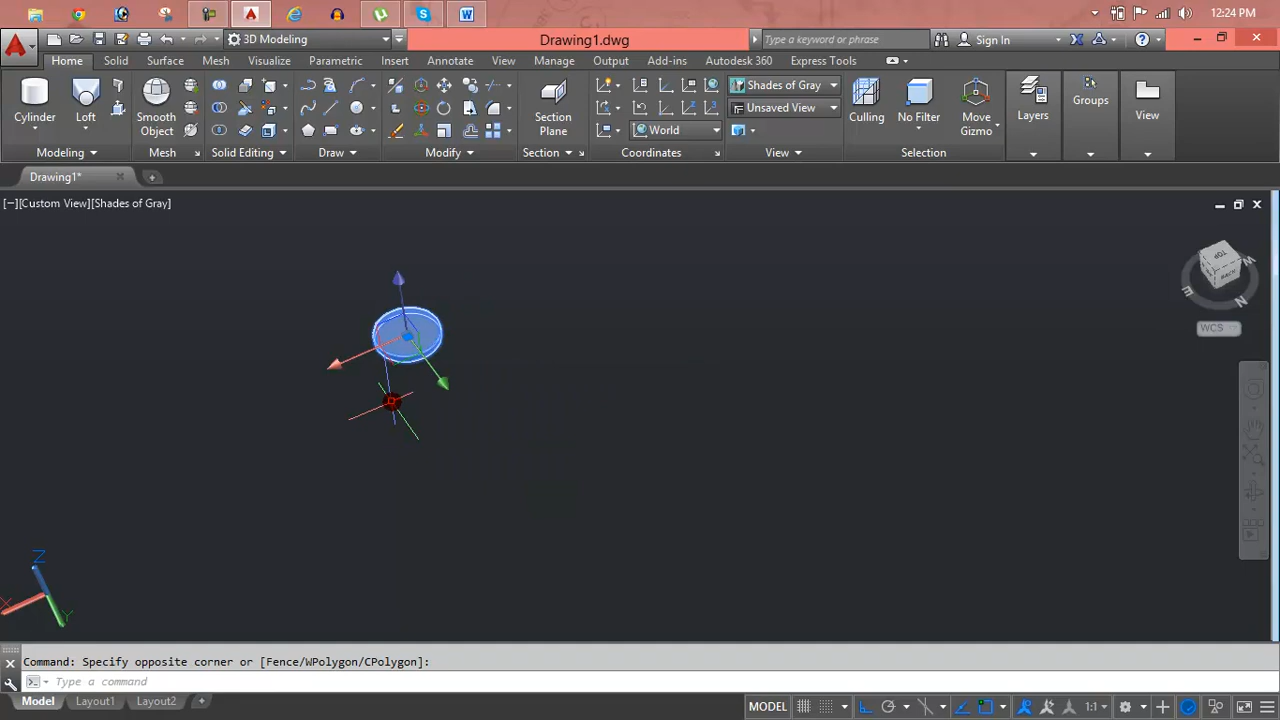 12:24 PM
3D Modeling
Drawing1.dwg
Type a keyword or phrase
Sign In
Home Solid Surface Mesh Visualize Parametric Insert Annotate View Manage Output Add-ins Autodesk 360 Express Tools
Cylinder
Loft
Smooth Object
Section Plane
World
Shades of Gray
Unsaved View
Culling
No Filter
Move Gizmo
Layers
Groups
View
Modeling
Mesh
Solid Editing
Draw
Modify
Section
Coordinates
View
Selection
Drawing1*
[−][Custom View][Shades of Gray]
TOP
BACK
W
E
N
WCS
Z
X
Y
Command: Specify opposite corner or [Fence/WPolygon/CPolygon]:
Type a command
Model Layout1 Layout2 +
MODEL
1:1